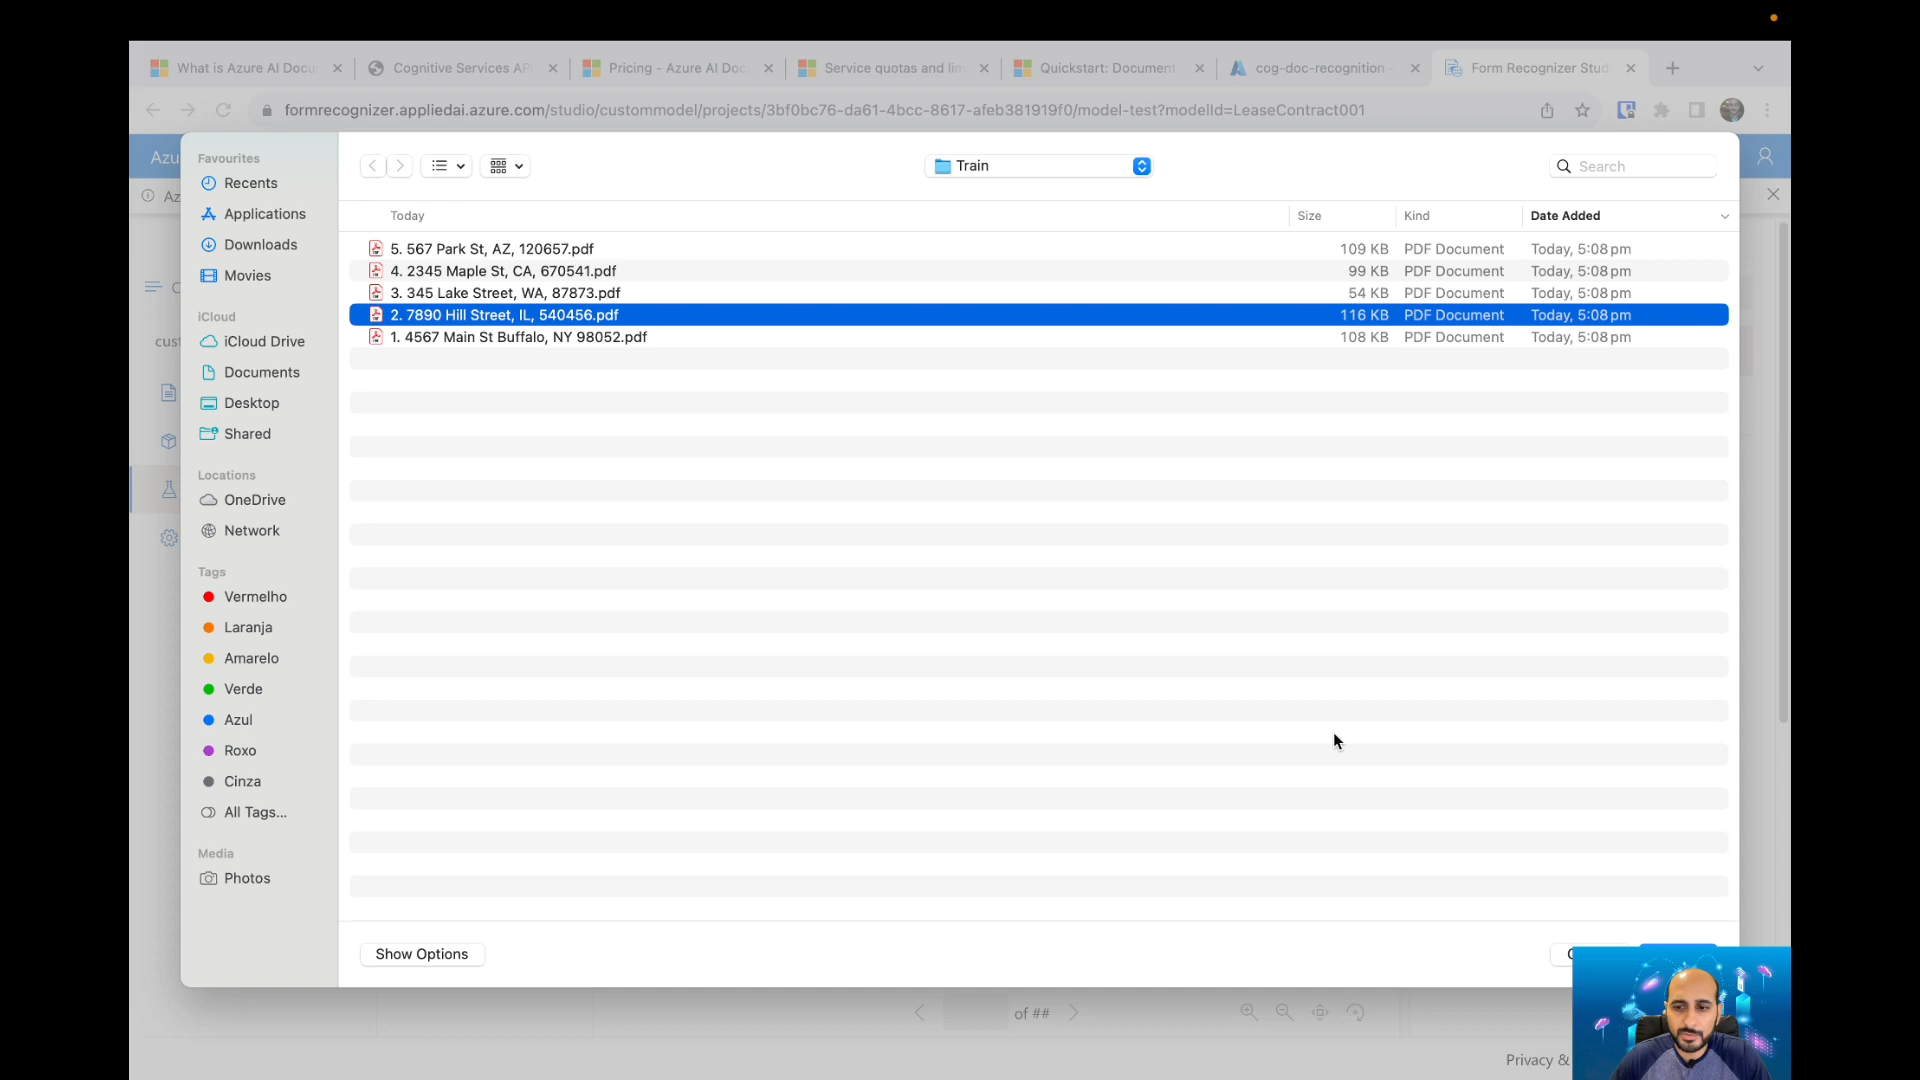 What is Azure AI Docu
Cognitive Services AP
Pricing - Azure AI Doc
Service quotas and lim
Quickstart: Document
cog-doc-recognition -
Form Recognizer Stud
formrecognizer.appliedai.azure.com/studio/custommodel/projects/3bf0bc76-da61-4bcc-8617-afeb381919f0/model-test?modelId=LeaseContract001
Azu
Az
cust
Favourites
Recents
Applications
Downloads
Movies
iCloud
iCloud Drive
Documents
Desktop
Shared
Locations
OneDrive
Network
Tags
Vermelho
Laranja
Amarelo
Verde
Azul
Roxo
Cinza
All Tags...
Media
Photos
Train
Search
Today Size Kind Date Added
5. 567 Park St, AZ, 120657.pdf 109 KB PDF Document Today, 5:08 pm
4. 2345 Maple St, CA, 670541.pdf 99 KB PDF Document Today, 5:08 pm
3. 345 Lake Street, WA, 87873.pdf 54 KB PDF Document Today, 5:08 pm
2. 7890 Hill Street, IL, 540456.pdf 116 KB PDF Document Today, 5:08 pm
1. 4567 Main St Buffalo, NY 98052.pdf 108 KB PDF Document Today, 5:08 pm
Show Options
of ##
Privacy &